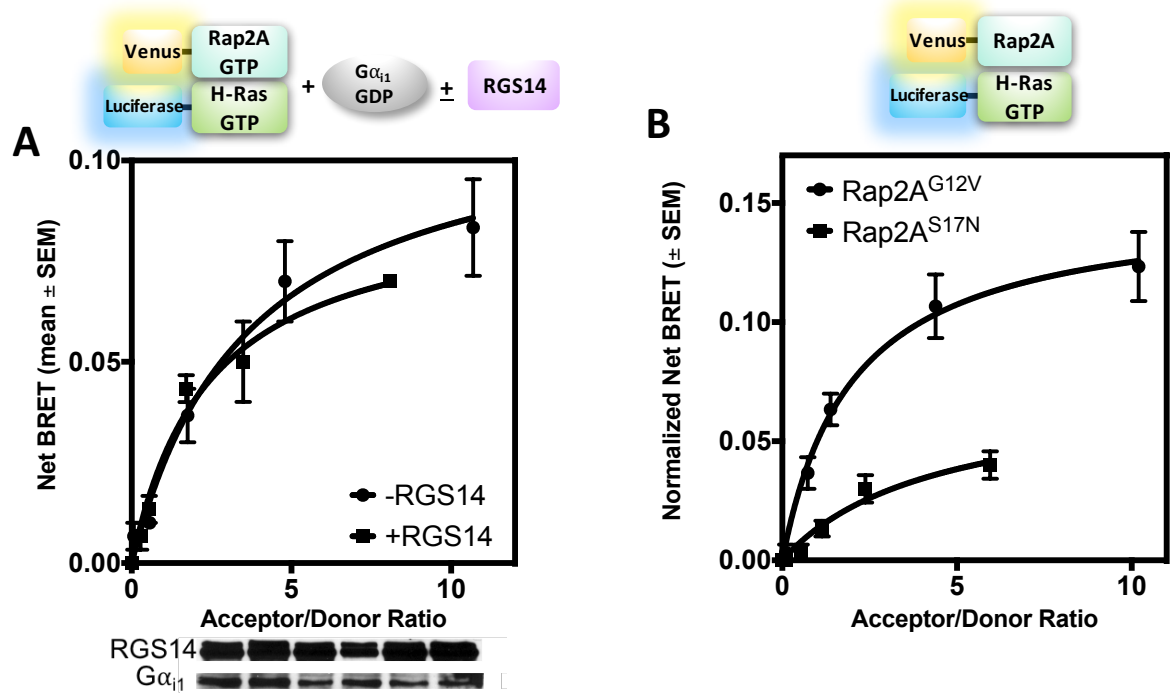 Venus
Rap2A
GTP
Luciferase
H-Ras
GTP
+
Gαi1
GDP
±
RGS14
A
Net BRET (mean ± SEM)
0.10
0.05
0.00
0
5
10
-RGS14
+RGS14
Acceptor/Donor Ratio
RGS14
Gαi1
Venus
Rap2A
Luciferase
H-Ras
GTP
B
Normalized Net BRET (± SEM)
0.15
0.10
0.05
0.00
0
5
10
Rap2AG12V
Rap2AS17N
Acceptor/Donor Ratio